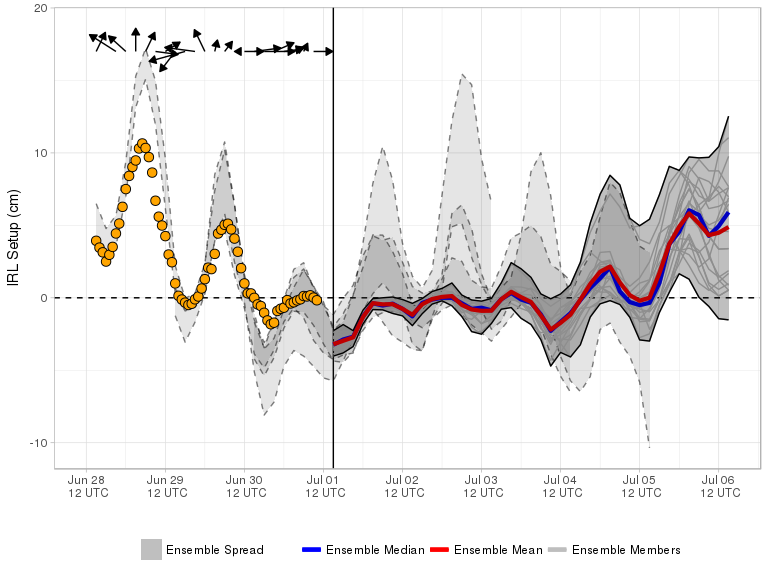 20
10
0
-10
IRL Setup (cm)
Jun 28 Jun 29 Jun 30 Jul 01 Jul 02 Jul 03 Jul 04 Jul 05 Jul 06
12 UTC 12 UTC 12 UTC 12 UTC 12 UTC 12 UTC 12 UTC 12 UTC 12 UTC
Ensemble Spread Ensemble Median Ensemble Mean Ensemble Members